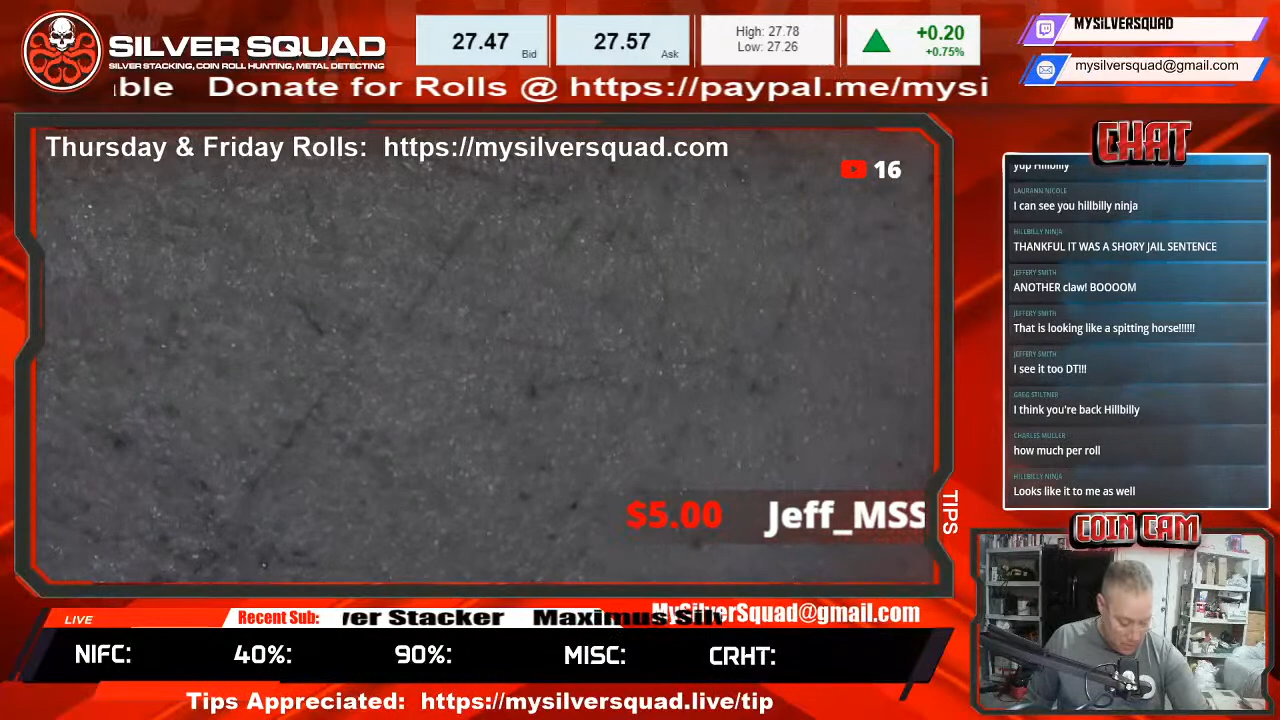 SILVER SQUAD
SILVER STACKING, COIN ROLL HUNTING, METAL DETECTING
27.47 Bid
27.57 Ask
High: 27.78
Low: 27.26
+0.20
+0.75%
MYSILVERSQUAD
mysilversquad@gmail.com
able Donate for Rolls @ https://paypal.me/mysi
Thursday & Friday Rolls: https://mysilversquad.com
16
CHAT
yup Hillbilly
LAURANN NICOLE
I can see you hillbilly ninja
HILLBILLY NINJA
THANKFUL IT WAS A SHORY JAIL SENTENCE
JEFFERY SMITH
ANOTHER claw! BOOOOM
JEFFERY SMITH
That is looking like a spitting horse!!!!!!
JEFFERY SMITH
I see it too DT!!!
GREG STILTNER
I think you're back Hillbilly
CHARLES MULLER
how much per roll
HILLBILLY NINJA
Looks like it to me as well
$5.00 Jeff_MSS
TIPS
COIN CAM
LIVE
Recent Sub: ver Stacker Maximus Silv
MySilverSquad@gmail.com
NIFC: 40%: 90%: MISC: CRHT:
Tips Appreciated: https://mysilversquad.live/tip